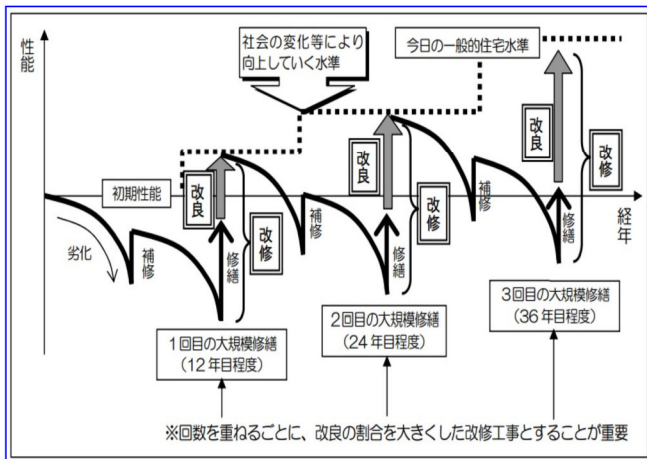 性能
社会の変化等により
向上していく水準
今日の一般的住宅水準
初期性能
劣化
補修
改良
修繕
改修
補修
改良
修繕
改修
補修
改良
修繕
改修
経年
1回目の大規模修繕
(12年目程度)
2回目の大規模修繕
(24年目程度)
3回目の大規模修繕
(36年目程度)
※回数を重ねるごとに、改良の割合を大きくした改修工事とすることが重要